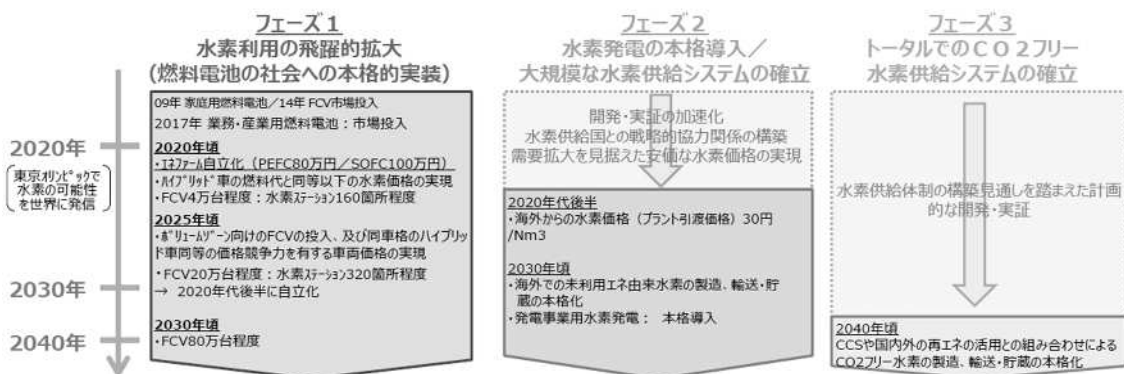 フェーズ1
水素利用の飛躍的拡大
(燃料電池の社会への本格的実装)
フェーズ2
水素発電の本格導入/
大規模な水素供給システムの確立
フェーズ3
トータルでのCO2フリー
水素供給システムの確立
2020年
東京オリンピックで
水素の可能性
を世界に発信
2030年
2040年
09年 家庭用燃料電池/14年 FCV市場投入
2017年 業務・産業用燃料電池:市場投入
2020年頃
・エネファーム自立化(PEFC80万円/SOFC100万円)
・ハイブリッド車の燃料代と同等以下の水素価格の実現
・FCV4万台程度:水素ステーション160箇所程度
2025年頃
・ボリュームゾーン向けのFCVの投入、及び同車格のハイブリッ
ド車同等の価格競争力を有する車両価格の実現
・FCV20万台程度:水素ステーション320箇所程度
→ 2020年代後半に自立化
2030年頃
・FCV80万台程度
開発・実証の加速化
水素供給国との戦略的協力関係の構築
需要拡大を見据えた安価な水素価格の実現
2020年代後半
・海外からの水素価格(プラント引渡価格)30円
/Nm3
2030年頃
・海外での未利用エネ由来水素の製造、輸送・貯
蔵の本格化
・発電事業用水素発電: 本格導入
水素供給体制の構築見通しを踏まえた計画
的な開発・実証
2040年頃
CCSや国内外の再エネの活用との組み合わせによる
CO2フリー水素の製造、輸送・貯蔵の本格化